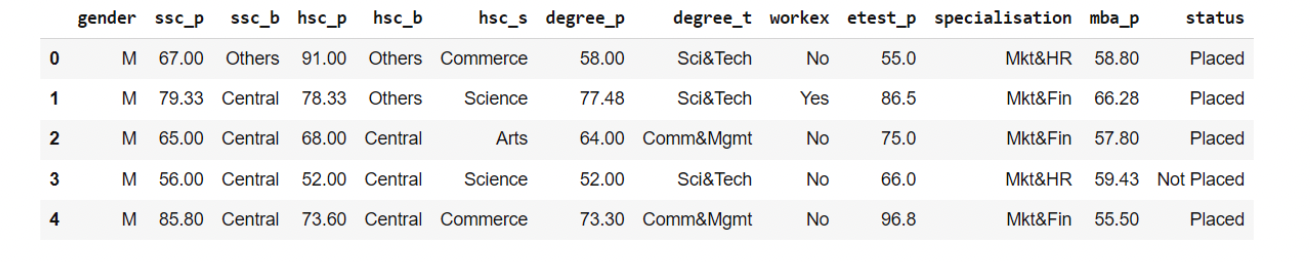 gender ssc_p ssc_b hsc_p hsc_b hsc_s degree_p degree_t workex etest_p specialisation mba_p status
0 M 67.00 Others 91.00 Others Commerce 58.00 Sci&Tech No 55.0 Mkt&HR 58.80 Placed
1 M 79.33 Central 78.33 Others Science 77.48 Sci&Tech Yes 86.5 Mkt&Fin 66.28 Placed
2 M 65.00 Central 68.00 Central Arts 64.00 Comm&Mgmt No 75.0 Mkt&Fin 57.80 Placed
3 M 56.00 Central 52.00 Central Science 52.00 Sci&Tech No 66.0 Mkt&HR 59.43 Not Placed
4 M 85.80 Central 73.60 Central Commerce 73.30 Comm&Mgmt No 96.8 Mkt&Fin 55.50 Placed